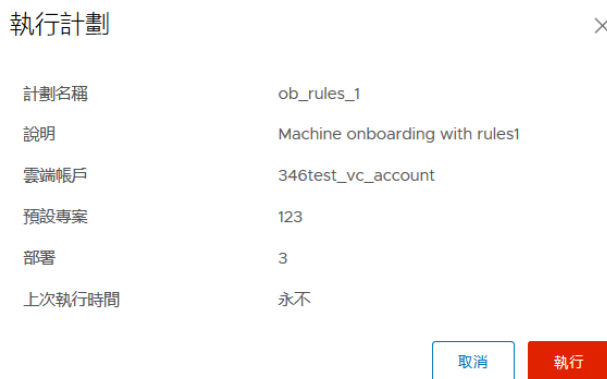 執行計劃
計劃名稱 ob_rules_1
說明 Machine onboarding with rules1
雲端帳戶 346test_vc_account
預設專案 123
部署 3
上次執行時間 永不
取消 執行